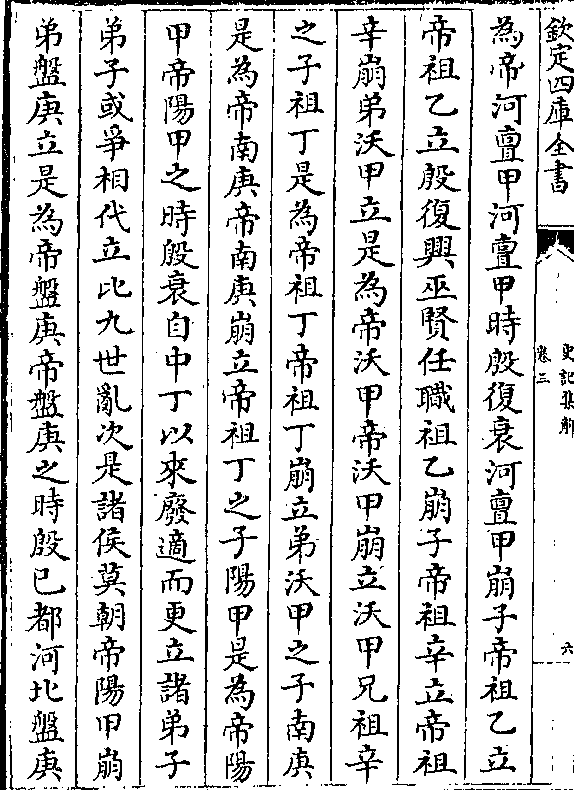 欽定四庫全書
史記集解
卷三
六
為帝河亶甲河亶甲時殷復衰河亶甲崩子帝祖乙立
帝祖乙立殷復興巫賢任職祖乙崩子帝祖辛立帝祖
辛崩弟沃甲立是為帝沃甲帝沃甲崩立沃甲兄祖辛
之子祖丁是為帝祖丁帝祖丁崩立弟沃甲之子南庚
是為帝南庚帝南庚崩立帝祖丁之子陽甲是為帝陽
甲帝陽甲之時殷衰自中丁以來廢適而更立諸弟子
弟子或爭相代立比九世亂次是諸侯莫朝帝陽甲崩
弟盤庚立是為帝盤庚帝盤庚之時殷已都河北盤庚